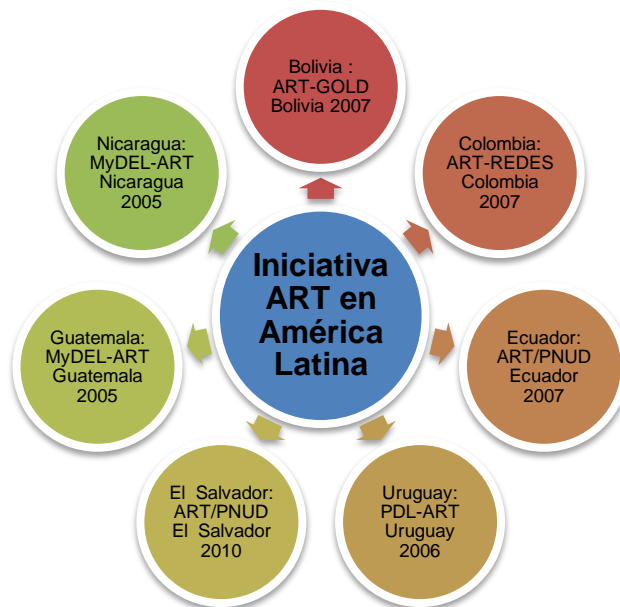 Bolivia :
ART-GOLD
Bolivia 2007
Colombia:
ART-REDES
Colombia
2007
Ecuador:
ART/PNUD
Ecuador
2007
Uruguay:
PDL-ART
Uruguay
2006
El Salvador:
ART/PNUD
El Salvador
2010
Guatemala:
MyDEL-ART
Guatemala
2005
Nicaragua:
MyDEL-ART
Nicaragua
2005
Iniciativa
ART en
América
Latina